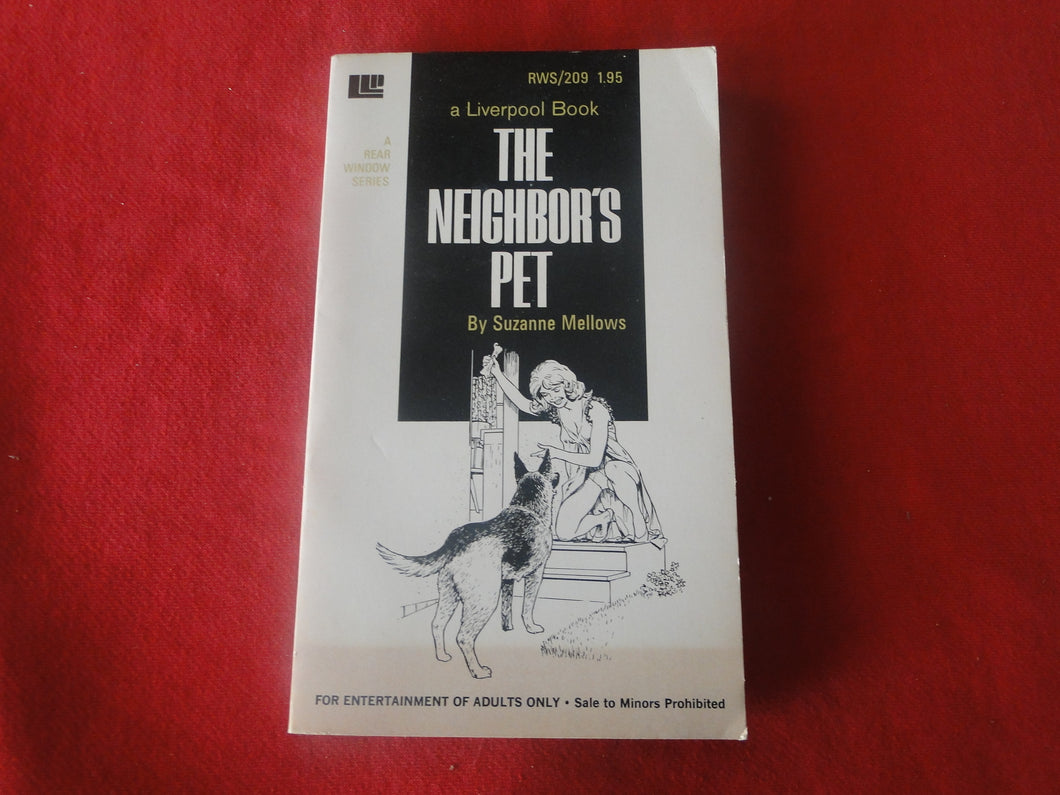 RWS/209 1.95
a Liverpool Book
A
REAR
WINDOW
SERIES
THE
NEIGHBOR'S
PET
By Suzanne Mellows
FOR ENTERTAINMENT OF ADULTS ONLY • Sale to Minors Prohibited